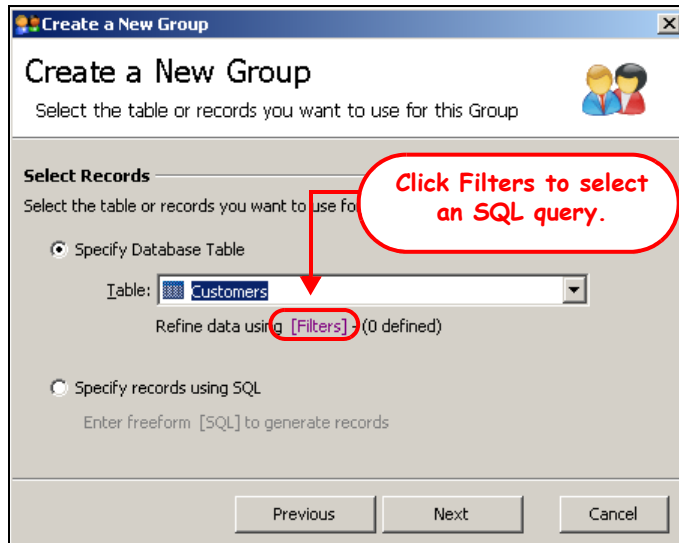 Create a New Group
Create a New Group
Select the table or records you want to use for this Group
Select Records
Select the table or records you want to use fo
Click Filters to select
an SQL query.
Specify Database Table
Table: Customers
Refine data using [Filters] - (0 defined)
Specify records using SQL
Enter freeform [SQL] to generate records
Previous Next Cancel